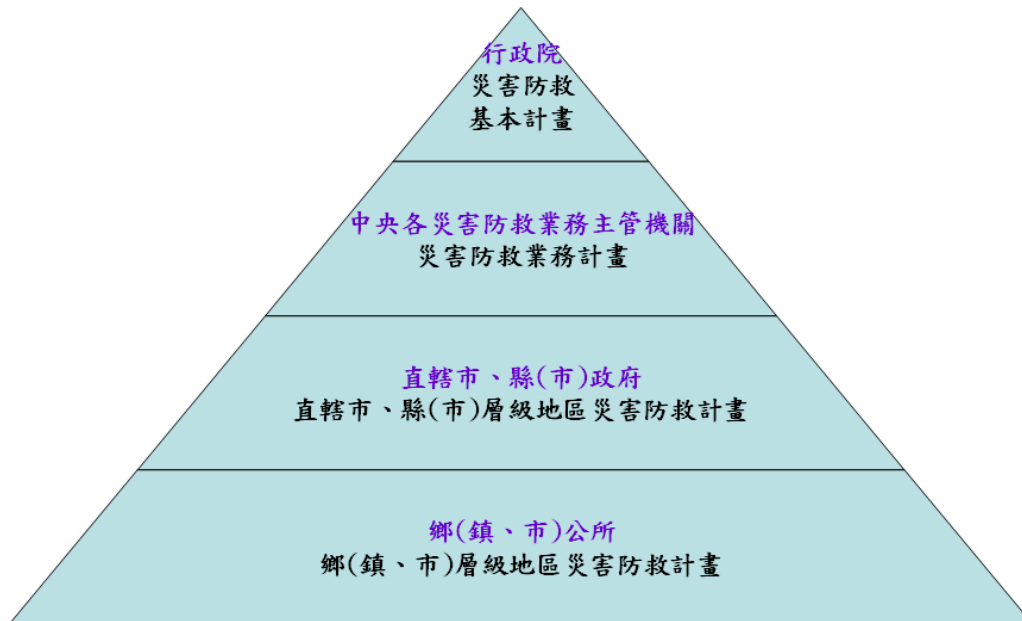 行政院
災害防救
基本計畫
中央各災害防救業務主管機關
災害防救業務計畫
直轄市、縣(市)政府
直轄市、縣(市)層級地區災害防救計畫
鄉(鎮、市)公所
鄉(鎮、市)層級地區災害防救計畫